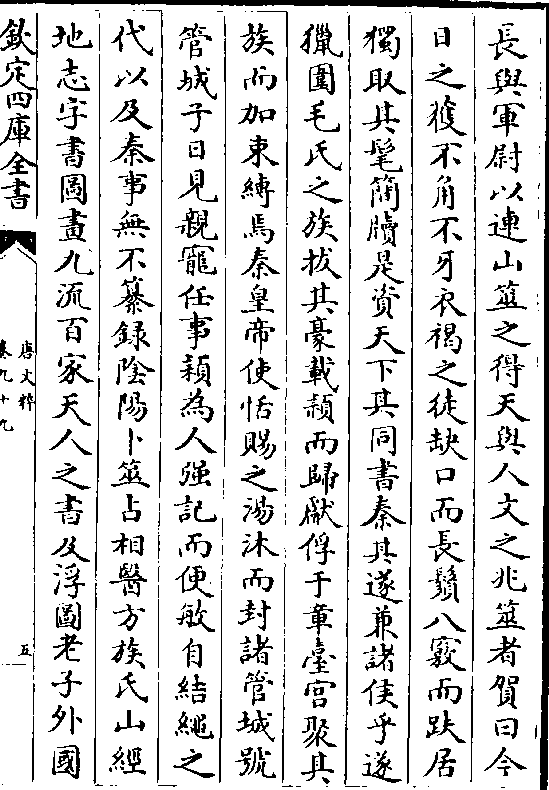 長與軍尉以連山筮之得天與人文之兆筮者賀曰今
日之獲不角不牙衣褐之徒缺口而長鬚八竅而趺居
獨取其髦簡牘是資天下其同書秦其遂兼諸侯乎遂
獵圍毛氏之族拔其豪載穎而歸獻俘于章臺宮聚其
族而加束縛焉秦皇帝使恬賜之湯沐而封諸管城號
管城子日見親寵任事穎為人強記而便敏自結繩之
代以及秦事無不纂錄陰陽卜筮占相醫方族氏山經
地志字書圖畫九流百家天人之書及浮圖老子外國
欽定四庫全書
唐文粹
卷九十九
五